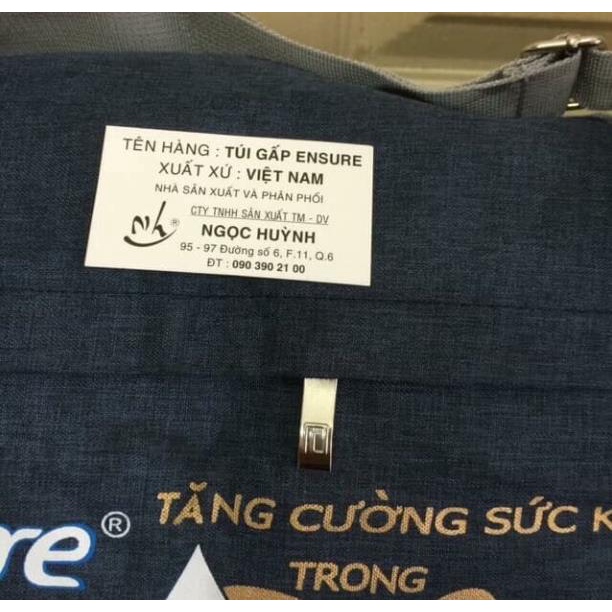 TÊN HÀNG : TÚI GẤP ENSURE
XUẤT XỨ : VIỆT NAM
NHÀ SẢN XUẤT VÀ PHÂN PHỐI
CTY TNHH SẢN XUẤT TM - DV
Nh®
NGỌC HUỲNH
95 - 97 Đường số 6, F.11, Q.6
ĐT : 090 390 21 00
re®
TĂNG CƯỜNG SỨC K
TRONG